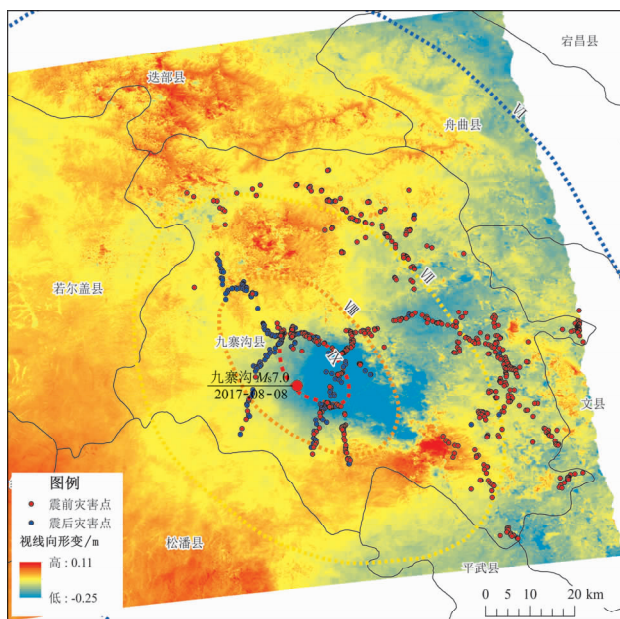 宕昌县
迭部县
VI
舟曲县
VII
若尔盖县
VIII
九寨沟县
IX
九寨沟 Ms7.0
2017-08-08
文县
图例
震前灾害点
震后灾害点
视线向形变/m
高: 0.11
低: -0.25
松潘县
平武县
0 5 10 20 km